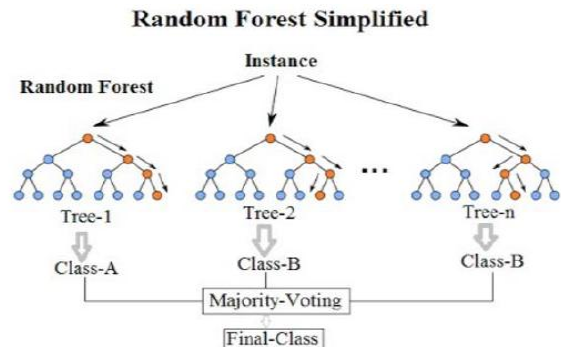 Random Forest Simplified
Instance
Random Forest
...
Tree-1
Tree-2
Tree-n
Class-A
Class-B
Class-B
Majority-Voting
Final-Class